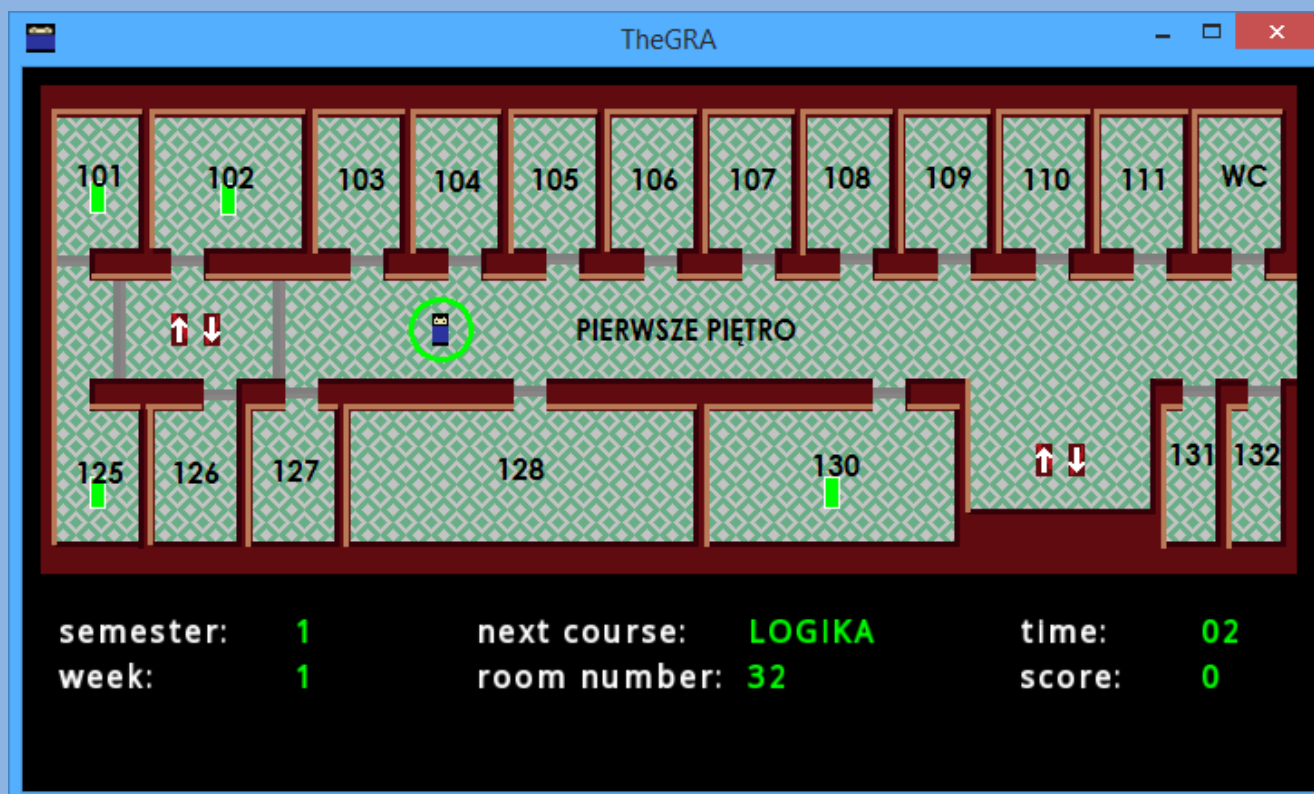 TheGRA
101 102 103 104 105 106 107 108 109 110 111 WC
PIERWSZE PIĘTRO
125 126 127 128 130 131 132
semester: 1 next course: LOGIKA time: 02
week: 1 room number: 32 score: 0